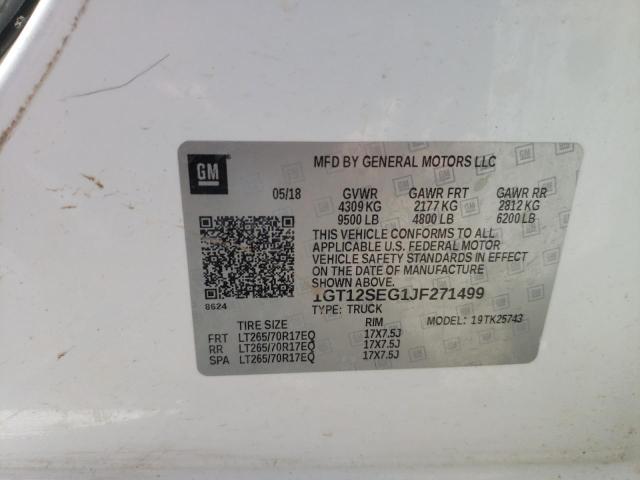 GM
MFD BY GENERAL MOTORS LLC
05/18 GVWR GAWR FRT GAWR RR
4309 KG 2177 KG 2812 KG
9500 LB 4800 LB 6200 LB
THIS VEHICLE CONFORMS TO ALL
APPLICABLE U.S. FEDERAL MOTOR
VEHICLE SAFETY STANDARDS IN EFFECT
ON THE DATE OF MANUFACTURE
SHOWN ABOVE.
8624
1GT12SEG1JF271499
TYPE: TRUCK
MODEL: 19TK25743
TIRE SIZE RIM
FRT LT265/70R17EQ 17X7.5J
RR LT265/70R17EQ 17X7.5J
SPA LT265/70R17EQ 17X7.5J